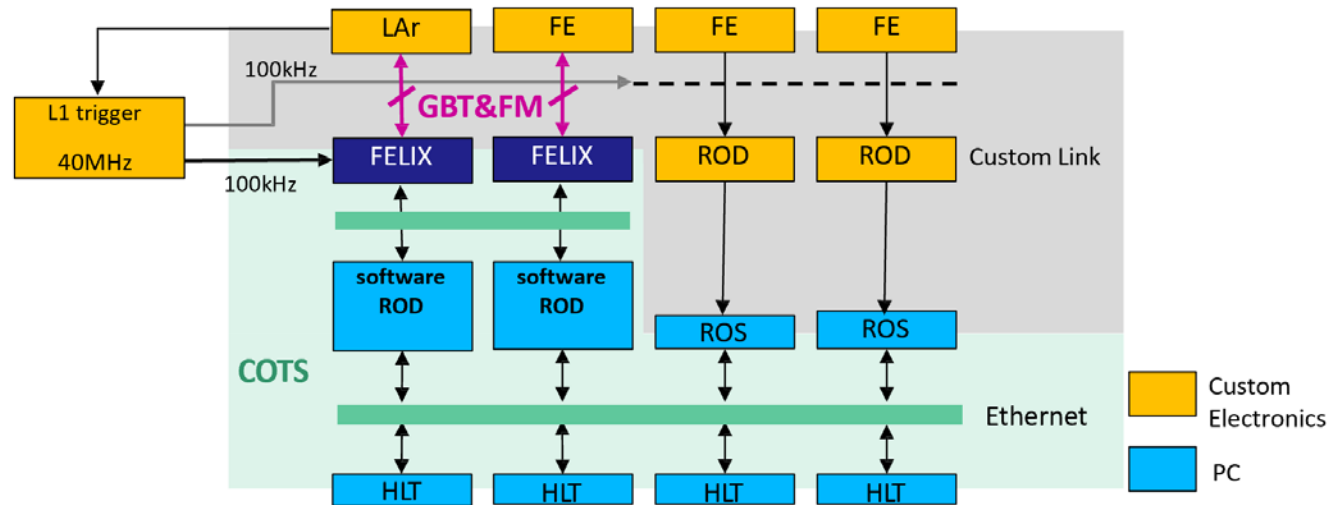 LAr
FE
FE
FE
100kHz
GBT&FM
L1 trigger
40MHz
100kHz
FELIX
FELIX
ROD
ROD
Custom Link
software
ROD
software
ROD
ROS
ROS
COTS
Ethernet
Custom
Electronics
PC
HLT
HLT
HLT
HLT